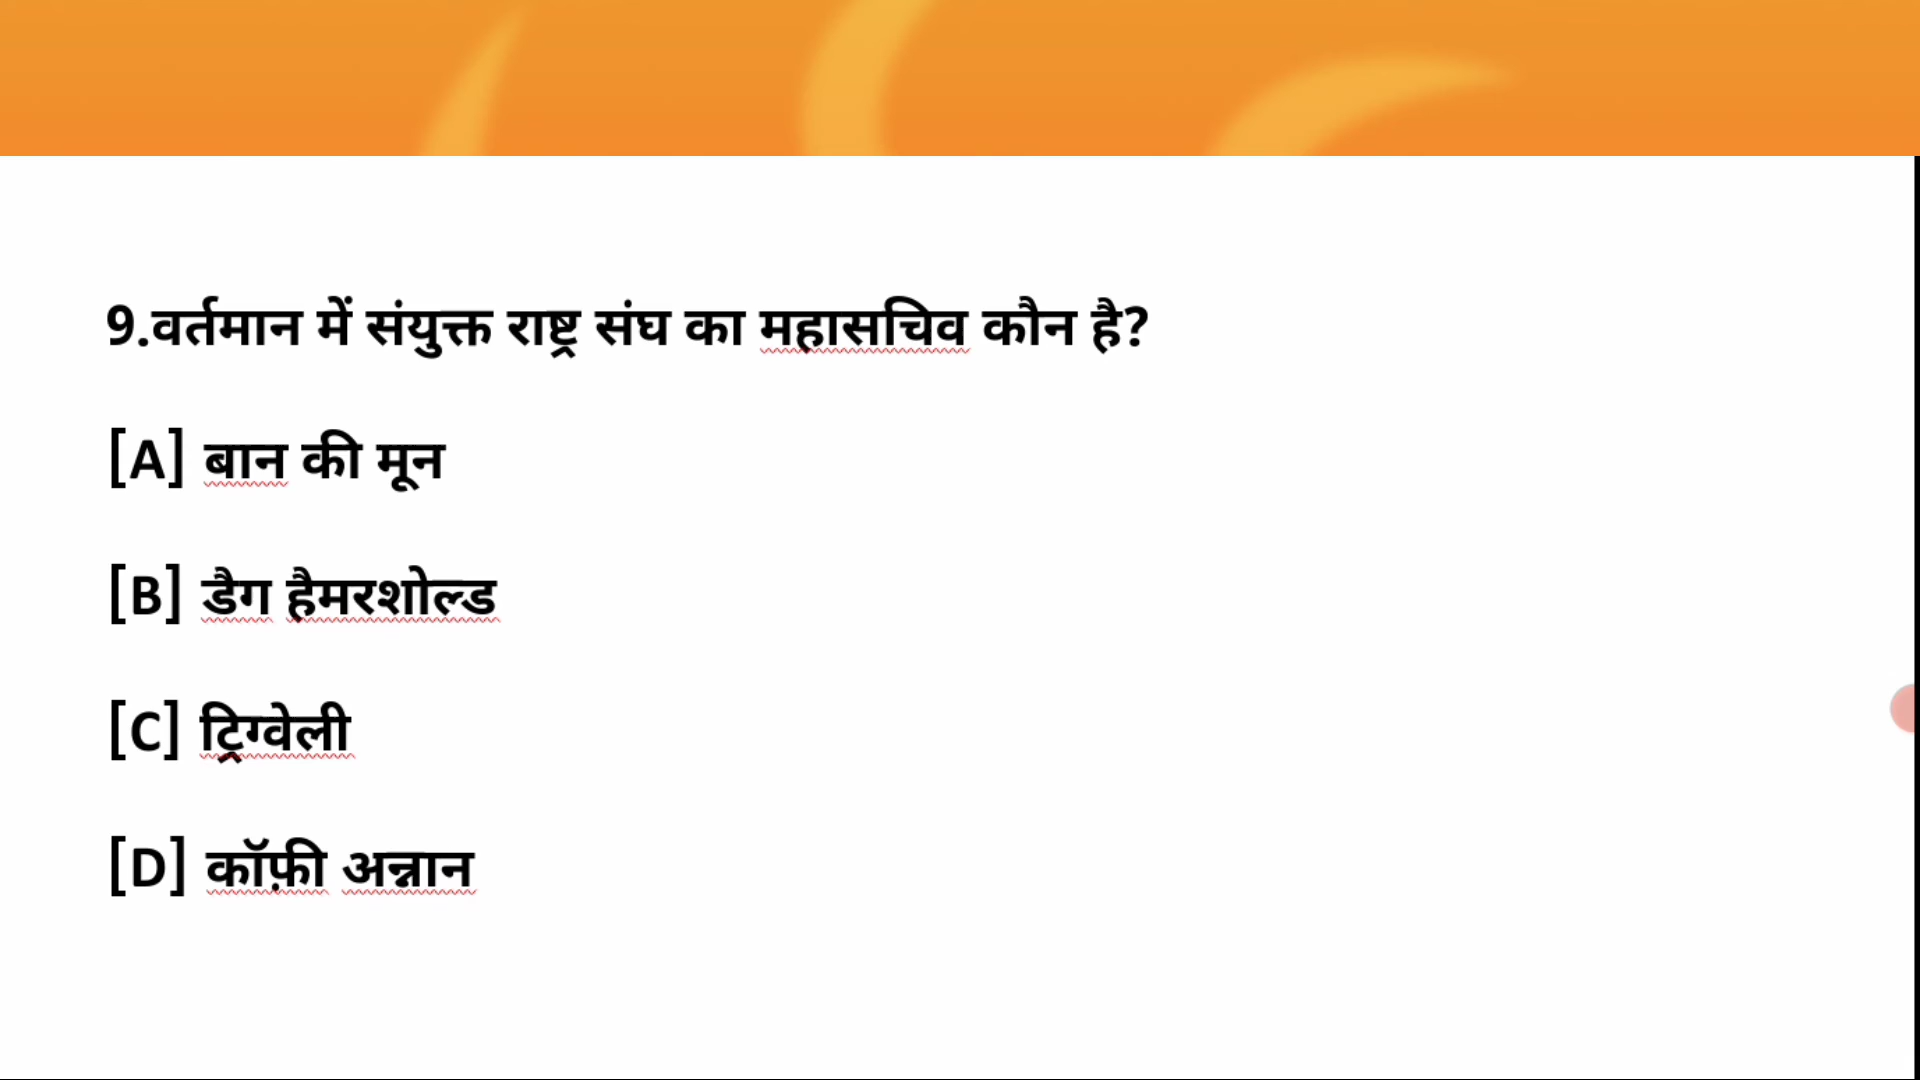 9.वर्तमान में संयुक्त राष्ट्र संघ का महासचिव कौन है?
[A] बान की मून
[B] डैग हैमरशोल्ड
[C] ट्रिग्वेली
[D] कॉफ़ी अन्नान